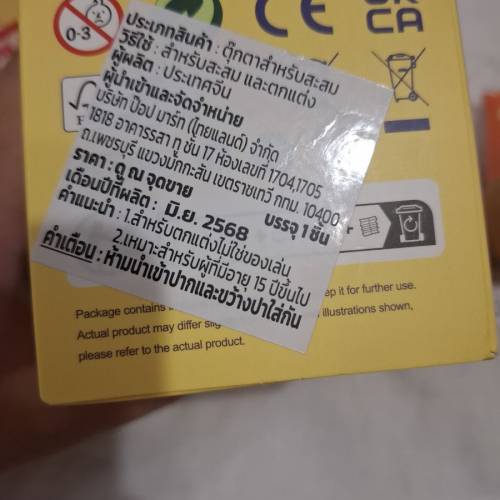 0-3
CE
UK
CA
ประเภทสินค้า : ตุ๊กตาสำหรับสะสม
วิธีใช้ : สำหรับสะสม และตกแต่ง
ผู้ผลิต : ประเทศจีน
ผู้นำเข้าและจัดจำหน่าย
บริษัท ป๊อป มาร์ท (ไทยแลนด์) จำกัด
1818 อาคารรสา ทู ชั้น 17 ห้องเลขที่ 1704,1705
ถ.เพชรบุรี แขวงมักกะสัน เขตราชเทวี กทม. 10400
ราคา : ดู ณ จุดขาย บรรจุ 1 ชิ้น
เดือนปีที่ผลิต : มิ.ย. 2568
คำแนะนำ : 1.สำหรับตกแต่งไม่ใช่ของเล่น
2.เหมาะสำหรับผู้ที่มีอายุ 15 ปีขึ้นไป
คำเตือน : ห้ามนำเข้าปากและขว้างปาใส่กัน
Package contains ep it for further use.
Actual product may differ illustrations shown,
please refer to the actual product.